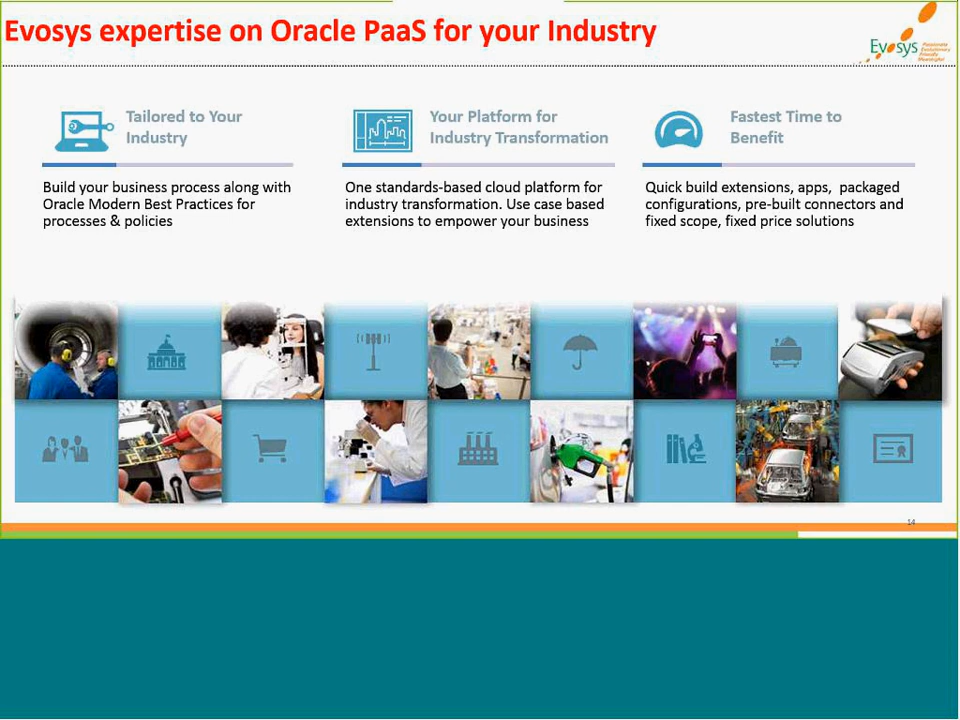 Evosys expertise on Oracle PaaS for your Industry
Evosys
Tailored to Your
Industry
Your Platform for
Industry Transformation
Fastest Time to
Benefit
Build your business process along with
Oracle Modern Best Practices for
processes & policies
One standards-based cloud platform for
industry transformation. Use case based
extensions to empower your business
Quick build extensions, apps, packaged
configurations, pre-built connectors and
fixed scope, fixed price solutions
14